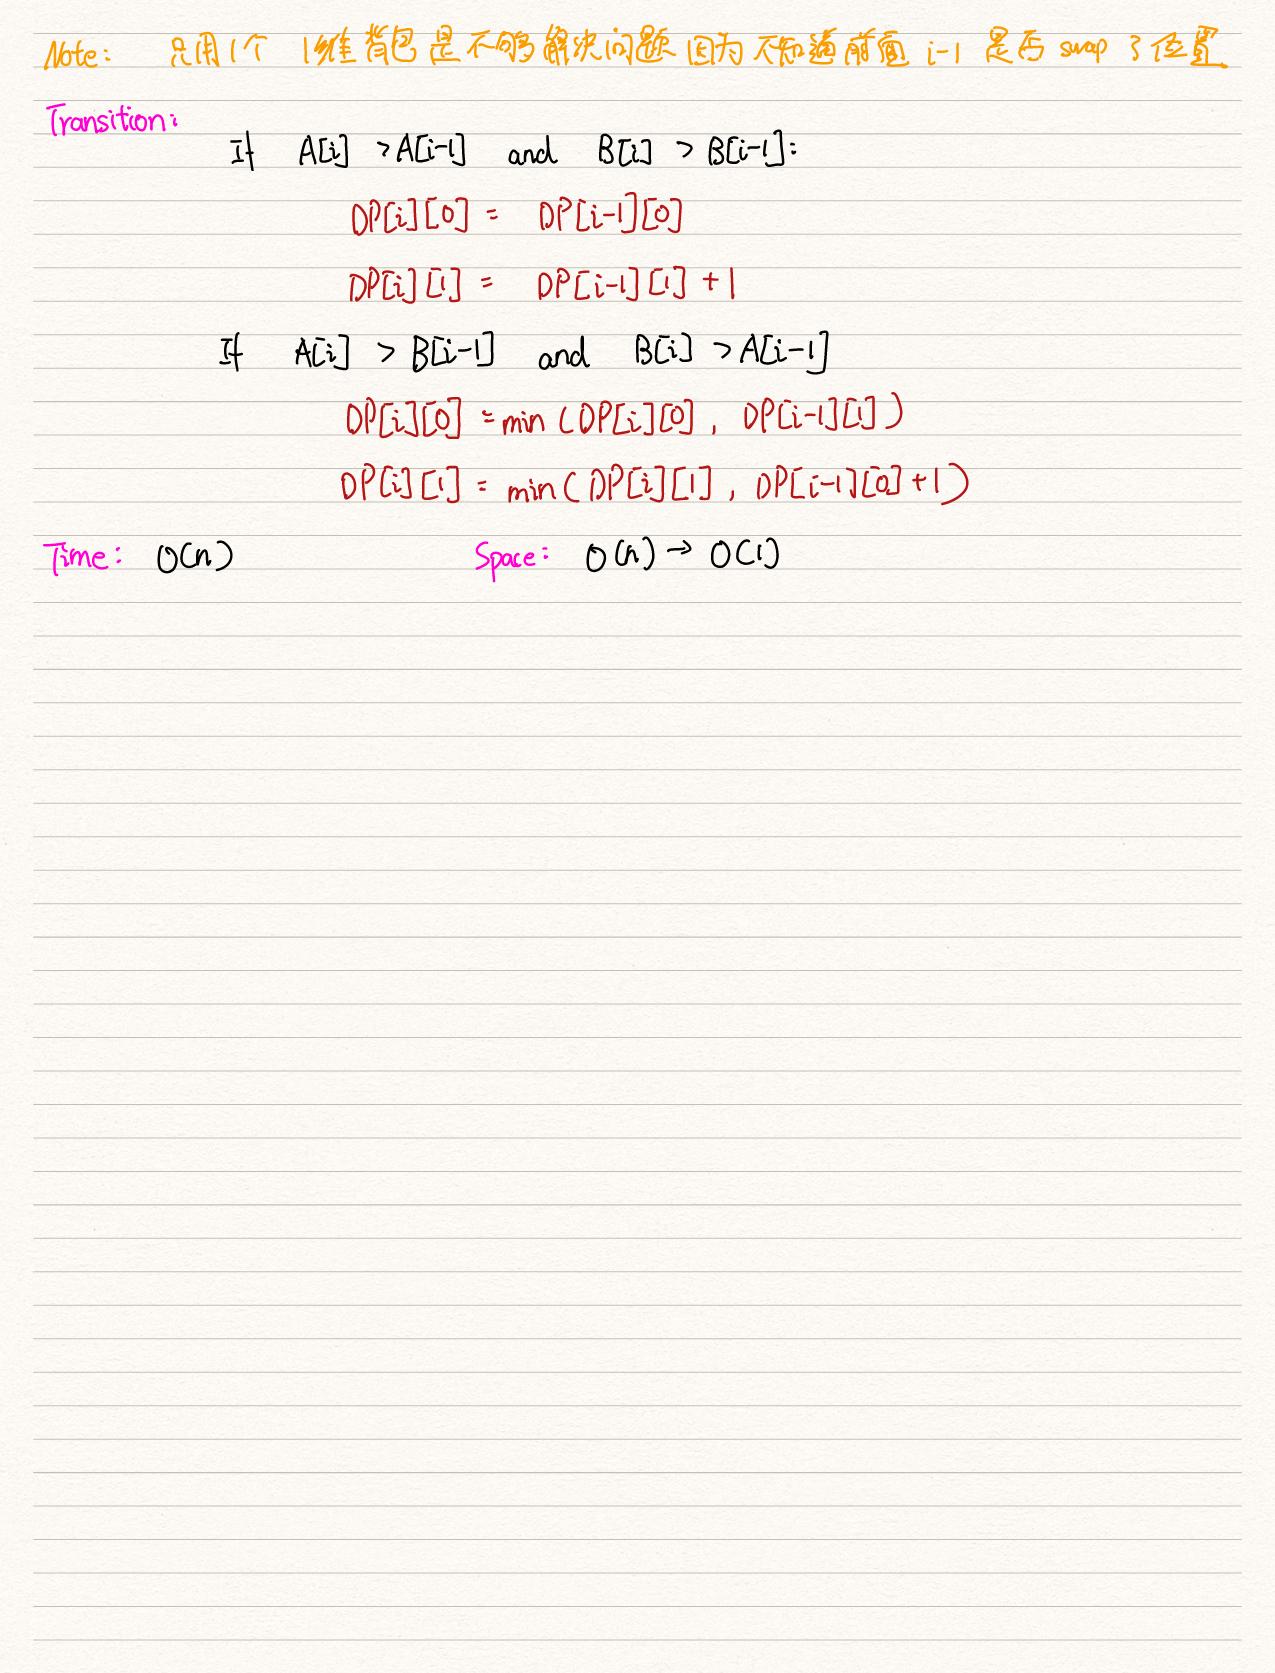 Note: 只用1个 1维背包是不够解决问题因为不知道前面 i-1 是否 swap 了位置
Transition:
If A[i] > A[i-1] and B[i] > B[i-1]:
DP[i][0] = DP[i-1][0]
DP[i][1] = DP[i-1][1] + 1
If A[i] > B[i-1] and B[i] > A[i-1]
DP[i][0] = min (DP[i][0], DP[i-1][1])
DP[i][1] = min (DP[i][1], DP[i-1][0]+1)
Time: O(n) Space: O(n) → O(1)